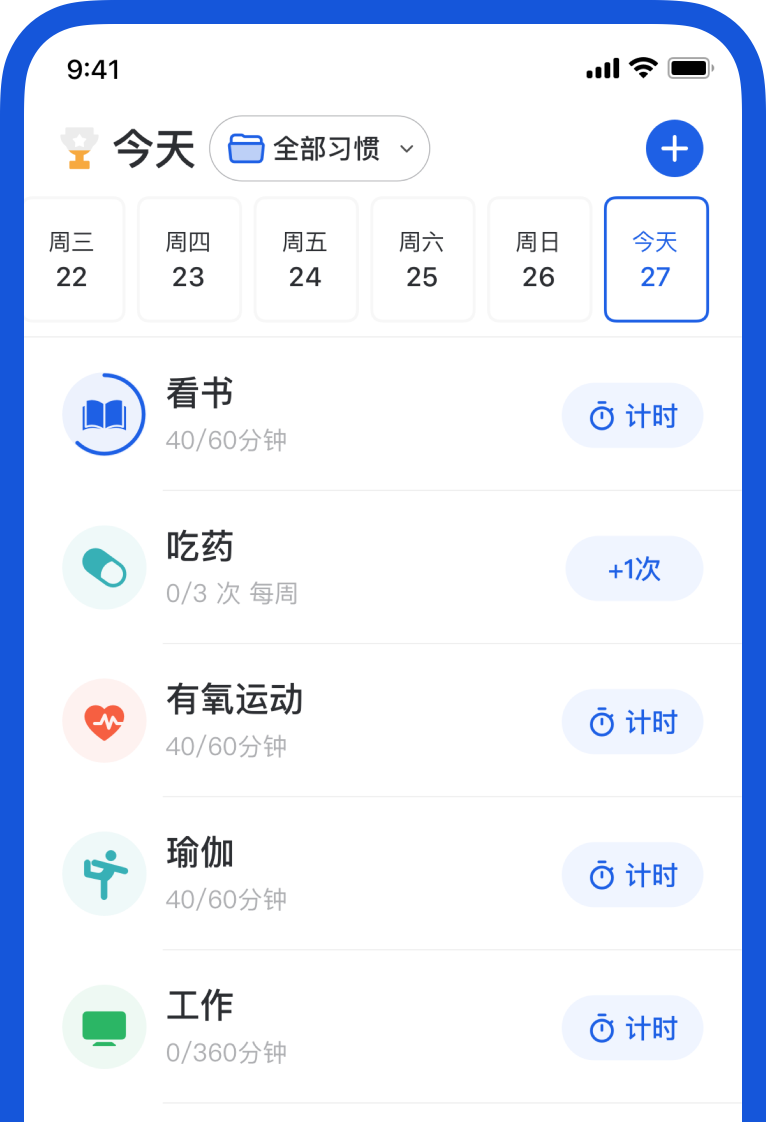 9:41
今天 全部习惯
周三 周四 周五 周六 周日 今天
22 23 24 25 26 27
看书
40/60分钟
计时
吃药
0/3 次 每周
+1次
有氧运动
40/60分钟
计时
瑜伽
40/60分钟
计时
工作
0/360分钟
计时